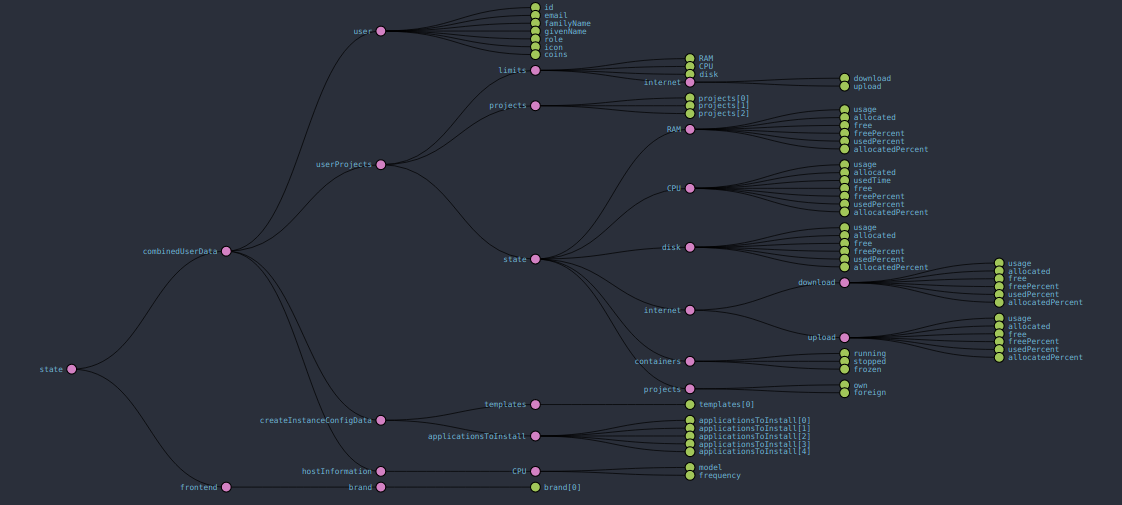 id
email
familyName
user
givenName
role
icon
coins
RAM
CPU
limits
disk
internet
download
upload
projects[0]
projects
projects[1]
projects[2]
usage
allocated
free
RAM
freePercent
usedPercent
allocatedPercent
userProjects
usage
allocated
usedTime
CPU
free
freePercent
usedPercent
allocatedPercent
usage
allocated
free
disk
freePercent
usedPercent
allocatedPercent
combinedUserData
state
usage
allocated
download
free
freePercent
usedPercent
allocatedPercent
internet
usage
allocated
free
upload
freePercent
usedPercent
allocatedPercent
running
containers
stopped
frozen
state
own
projects
foreign
templates
templates[0]
createInstanceConfigData
applicationsToInstall[0]
applicationsToInstall[1]
applicationsToInstall
applicationsToInstall[2]
applicationsToInstall[3]
applicationsToInstall[4]
hostInformation
CPU
model
frequency
frontend
brand
brand[0]